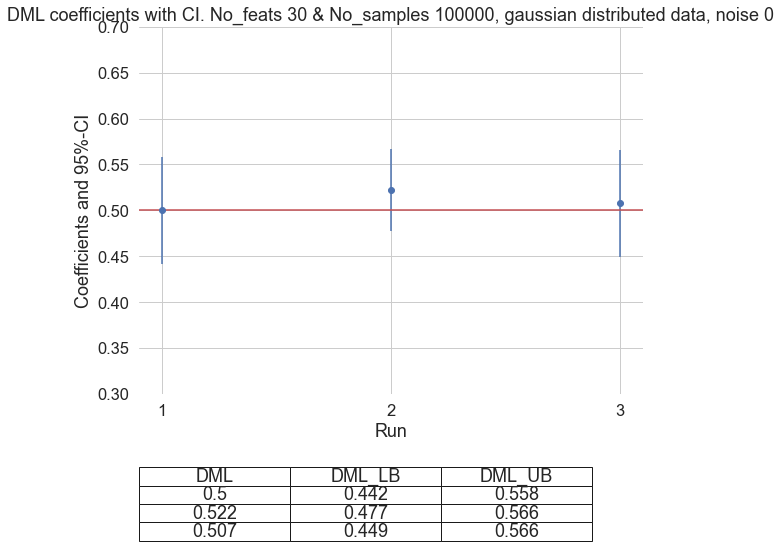 DML coefficients with CI. No_feats 30 & No_samples 100000, gaussian distributed data, noise 0
0.70
0.65
0.60
0.55
0.50
0.45
0.40
0.35
0.30
Coefficients and 95%-CI
1 2 3
Run
DML DML_LB DML_UB
0.5 0.442 0.558
0.522 0.477 0.566
0.507 0.449 0.566